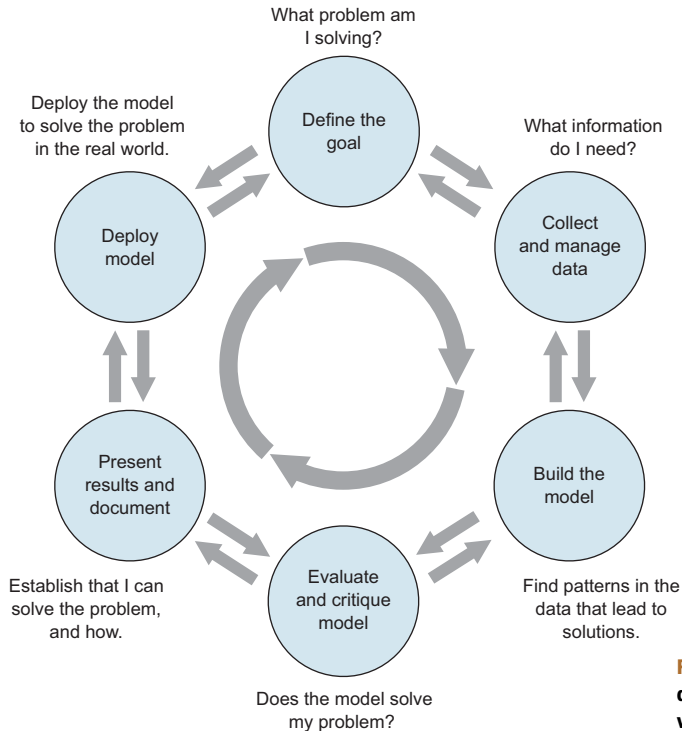 What problem am
I solving?
Define the
goal
What information
do I need?
Collect
and manage
data
Build the
model
Find patterns in the
data that lead to
solutions.
Evaluate
and critique
model
Does the model solve
my problem?
Present
results and
document
Establish that I can
solve the problem,
and how.
Deploy
model
Deploy the model
to solve the problem
in the real world.